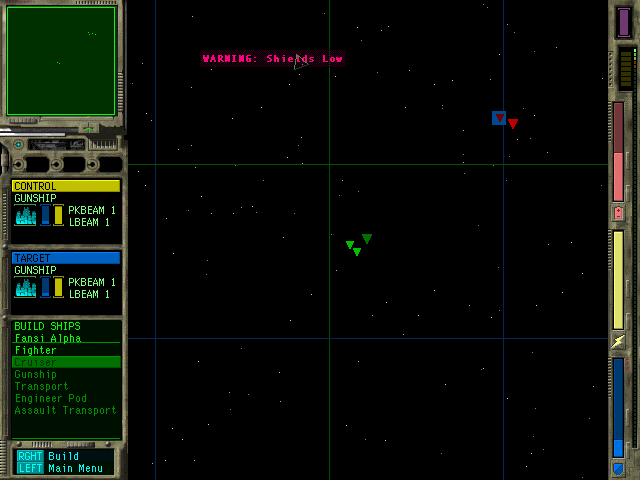 WARNING: Shields Low
CONTROL
GUNSHIP
PKBEAM 1
LBEAM 1
TARGET
GUNSHIP
PKBEAM 1
LBEAM 1
BUILD SHIPS
Fansi Alpha
Fighter
Cruiser
Gunship
Transport
Engineer Pod
Assault Transport
RGHT Build
LEFT Main Menu